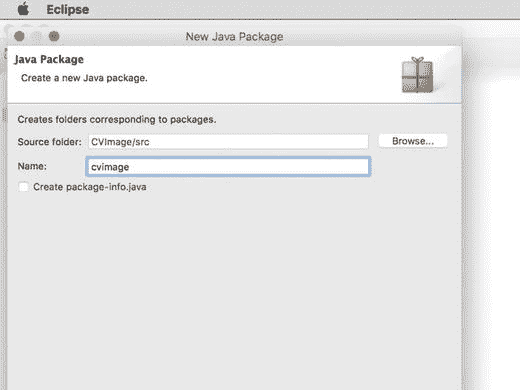 Eclipse
New Java Package
Java Package
Create a new Java package.
Creates folders corresponding to packages.
Source folder: CVImage/src Browse...
Name: cvimage
Create package-info.java